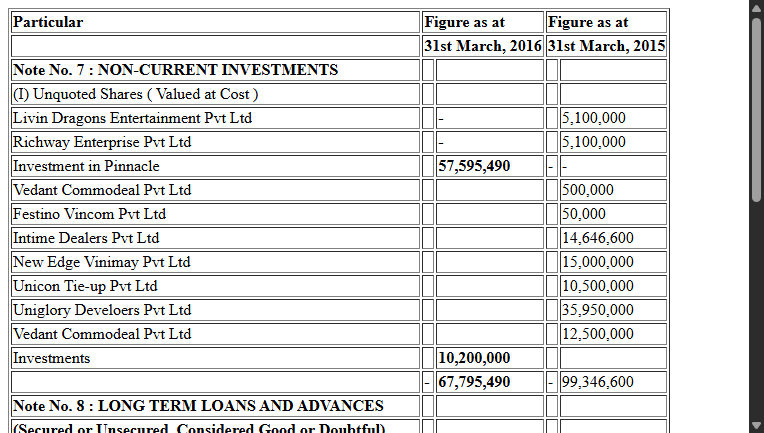 Particular Figure as at Figure as at
31st March, 2016 31st March, 2015
Note No. 7 : NON-CURRENT INVESTMENTS
(I) Unquoted Shares ( Valued at Cost )
Livin Dragons Entertainment Pvt Ltd - 5,100,000
Richway Enterprise Pvt Ltd - 5,100,000
Investment in Pinnacle 57,595,490 - -
Vedant Commodeal Pvt Ltd 500,000
Festino Vincom Pvt Ltd 50,000
Intime Dealers Pvt Ltd 14,646,600
New Edge Vinimay Pvt Ltd 15,000,000
Unicon Tie-up Pvt Ltd 10,500,000
Uniglory Develoers Pvt Ltd 35,950,000
Vedant Commodeal Pvt Ltd 12,500,000
Investments 10,200,000
- 67,795,490 - 99,346,600
Note No. 8 : LONG TERM LOANS AND ADVANCES
(Secured or Unsecured, Considered Good or Doubtful)